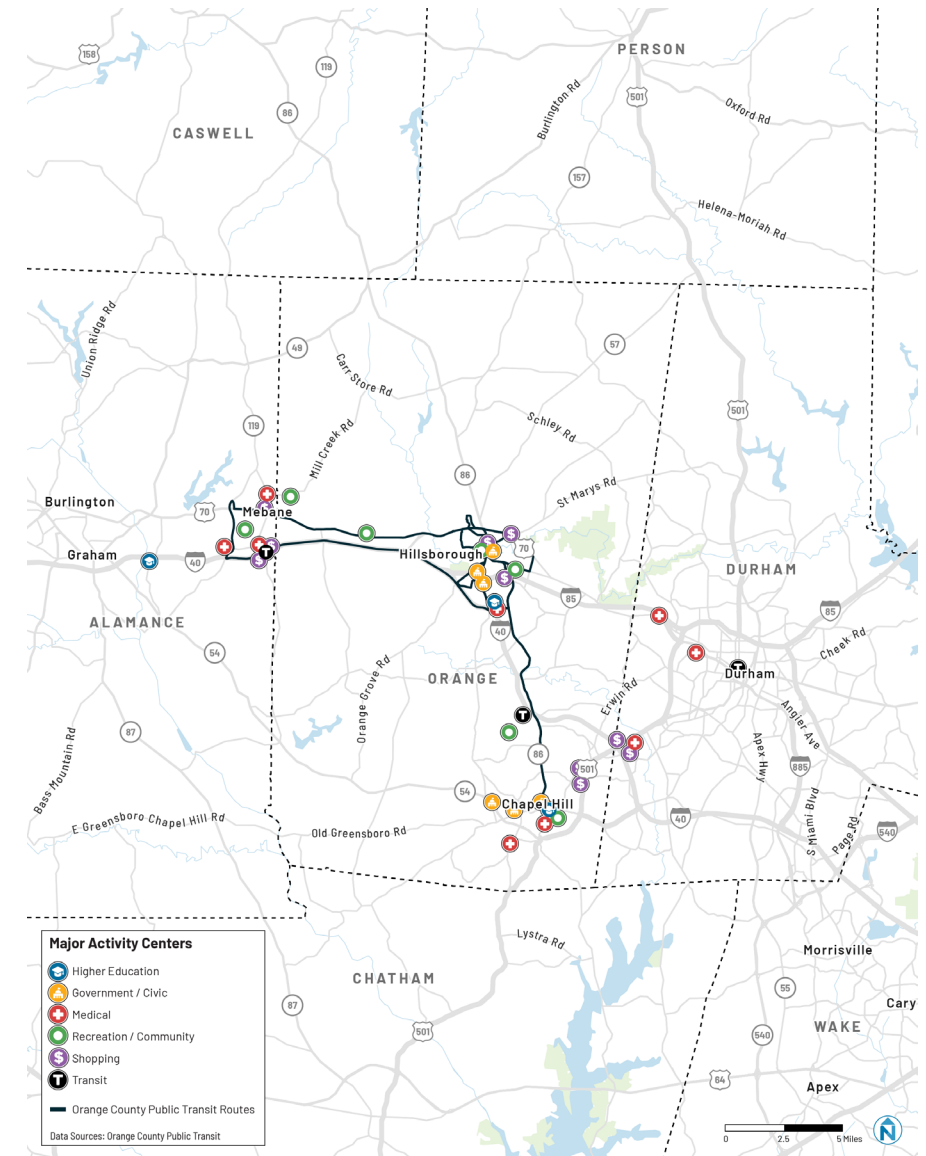 PERSON
158
119
501
Burlington Rd
Oxford Rd
86
CASWELL
157
Helena-Moriah Rd
Union Ridge Rd
49
57
Carr Store Rd
501
119
Mill Creek Rd
Schley Rd
86
St Marys Rd
Burlington
70
Mebane
Graham
40
Hillsborough
70
DURHAM
85
85
ALAMANCE
40
Cheek Rd
54
Durham
ORANGE
Orange Grove Rd
Erwin Rd
Angier Ave
87
Bass Mountain Rd
86
501
Apex Hwy
885
54
Chapel Hill
E Greensboro Chapel Hill Rd
Old Greensboro Rd
40
S Miami Blvd
Page Rd
540
Lystra Rd
Morrisville
CHATHAM
55
87
Cary
501
540
WAKE
64
Apex
Major Activity Centers
Higher Education
Government / Civic
Medical
Recreation / Community
$ Shopping
T Transit
Orange County Public Transit Routes
Data Sources: Orange County Public Transit
0 2.5 5 Miles
N